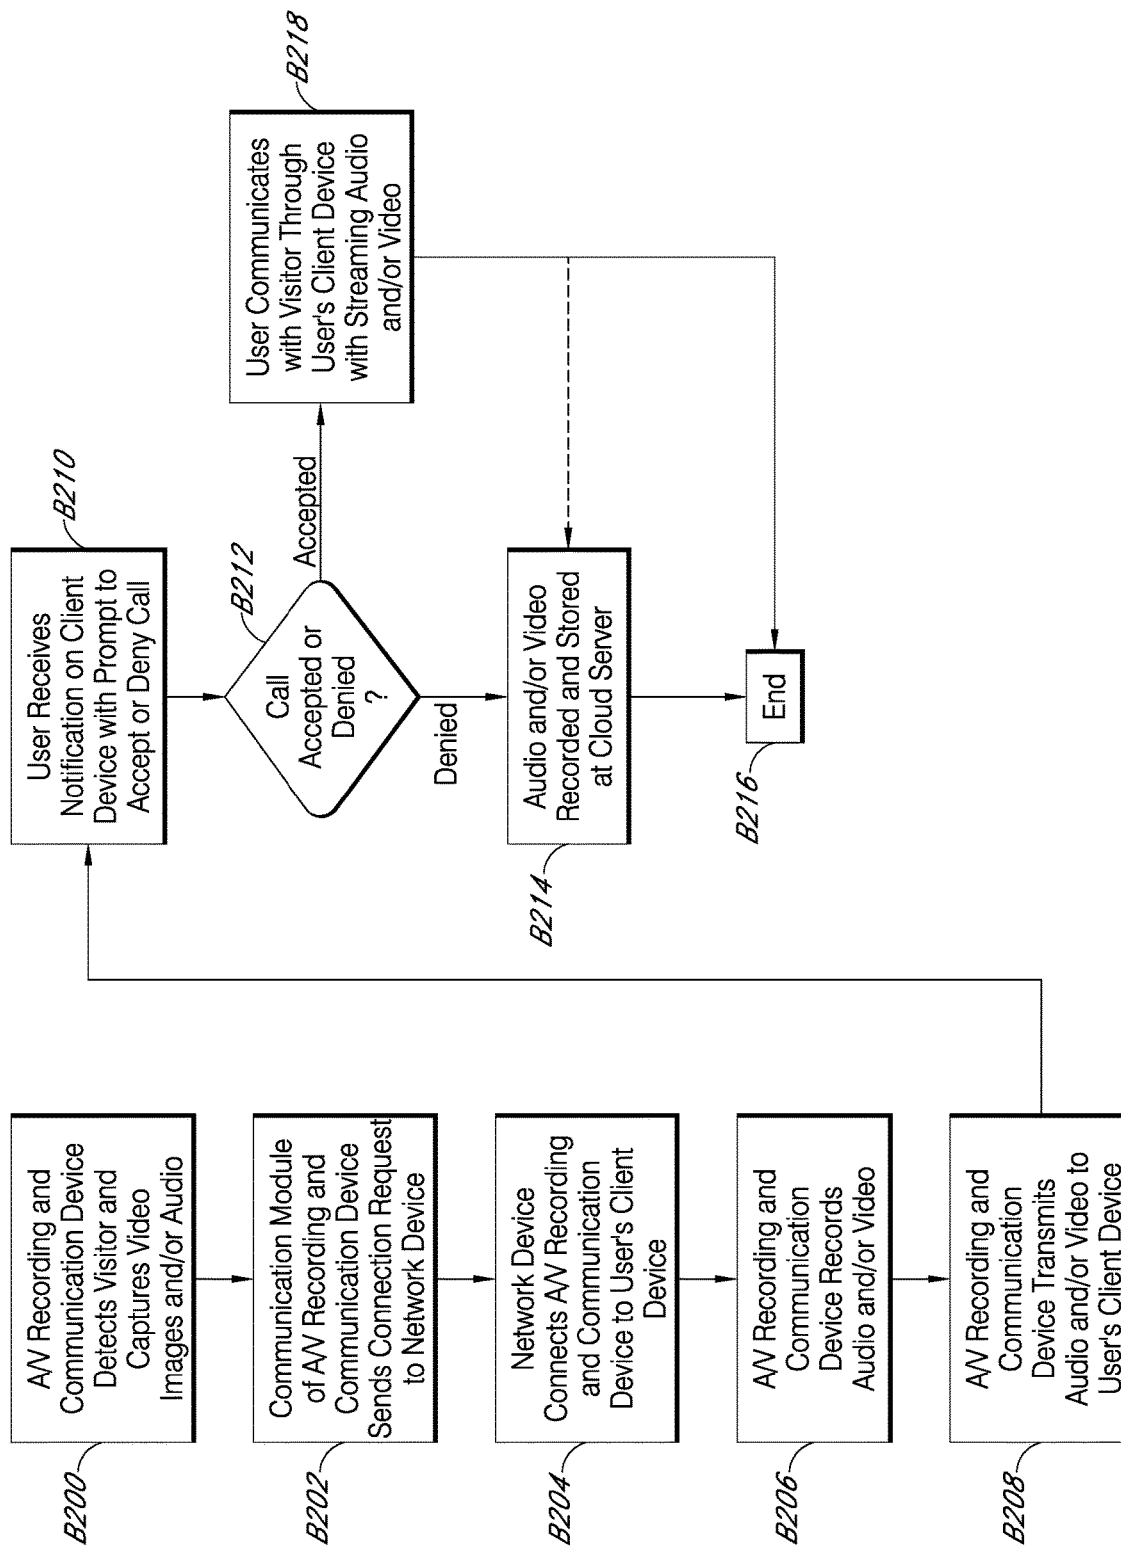 A/V Recording and
Communication Device
Detects Visitor and
Captures Video
Images and/or Audio
B200
Communication Module
of A/V Recording and
Communication Device
Sends Connection Request
to Network Device
B202
Network Device
Connects A/V Recording
and Communication
Device to User's Client
Device
B204
A/V Recording and
Communication
Device Records
Audio and/or Video
B206
A/V Recording and
Communication
Device Transmits
Audio and/or Video to
User's Client Device
B208
User Receives
Notification on Client
Device with Prompt to
Accept or Deny Call
B210
Call
Accepted or
Denied
?
B212
Accepted
Denied
Audio and/or Video
Recorded and Stored
at Cloud Server
B214
End
B216
User Communicates
with Visitor Through
User's Client Device
with Streaming Audio
and/or Video
B218